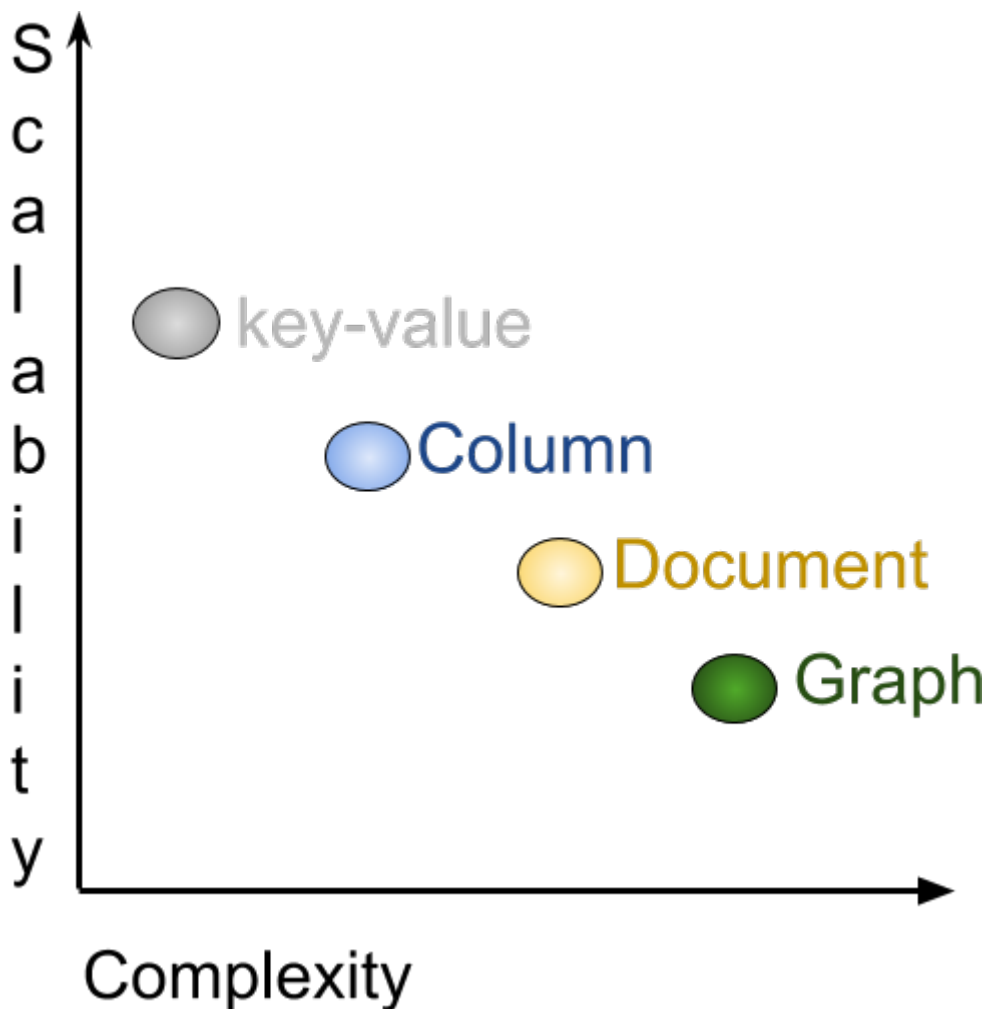 Scalability
key-value
Column
Document
Graph
Complexity